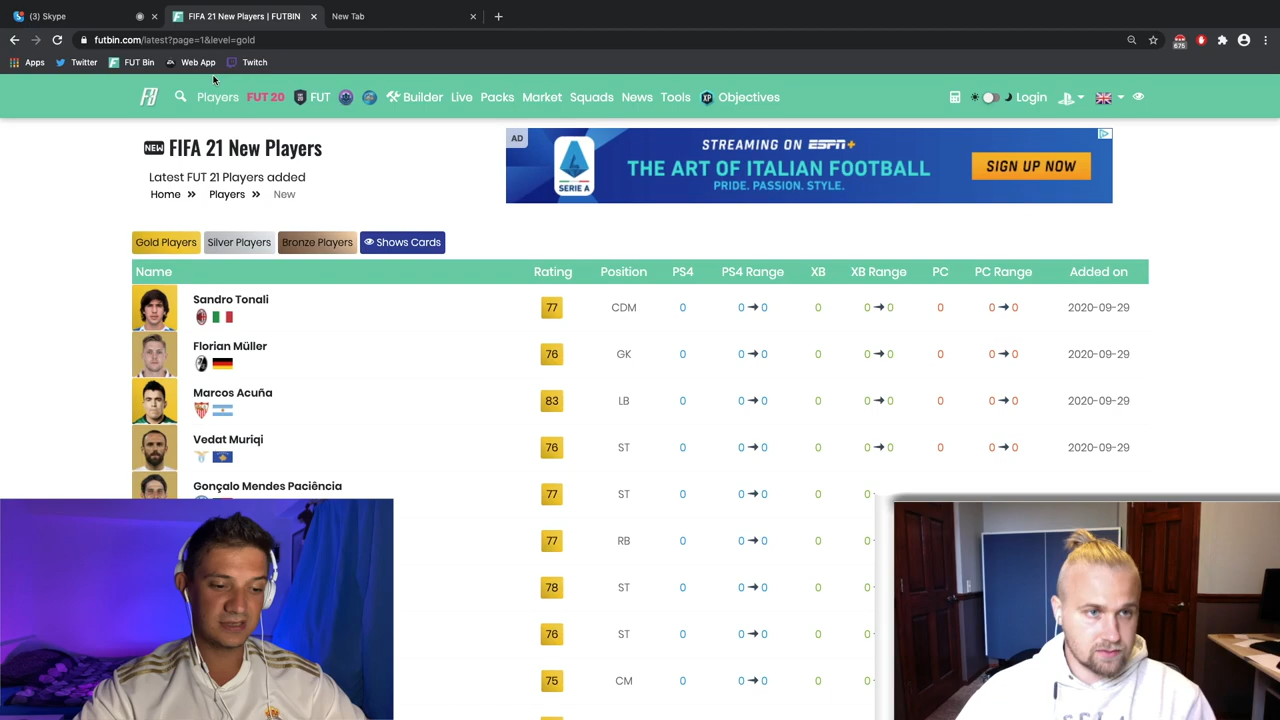 (3) Skype
FIFA 21 New Players | FUTBIN
New Tab
futbin.com/latest?page=1&level=gold
675
Apps
Twitter
FUT Bin
Web App
Twitch
Players
FUT 20
FUT
Builder
Live
Packs
Market
Squads
News
Tools
XP
Objectives
Login
NEW FIFA 21 New Players
Latest FUT 21 Players added
Home » Players » New
AD
SERIE A
STREAMING ON ESPN+
THE ART OF ITALIAN FOOTBALL
PRIDE. PASSION. STYLE.
SIGN UP NOW
Gold Players Silver Players Bronze Players Shows Cards
Name Rating Position PS4 PS4 Range XB XB Range PC PC Range Added on
Sandro Tonali 77 CDM 0 0 → 0 0 0 → 0 0 0 → 0 2020-09-29
Florian Müller 76 GK 0 0 → 0 0 0 → 0 0 0 → 0 2020-09-29
Marcos Acuña 83 LB 0 0 → 0 0 0 → 0 0 0 → 0 2020-09-29
Vedat Muriqi 76 ST 0 0 → 0 0 0 → 0 0 0 → 0 2020-09-29
Gonçalo Mendes Paciência 77 ST 0 0 → 0 0 0
77 RB 0 0 → 0 0 0
78 ST 0 0 → 0 0 0
76 ST 0 0 → 0 0 0
75 CM 0 0 → 0 0 0